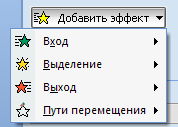 Добавить эффект
Вход
Выделение
Выход
Пути перемещения